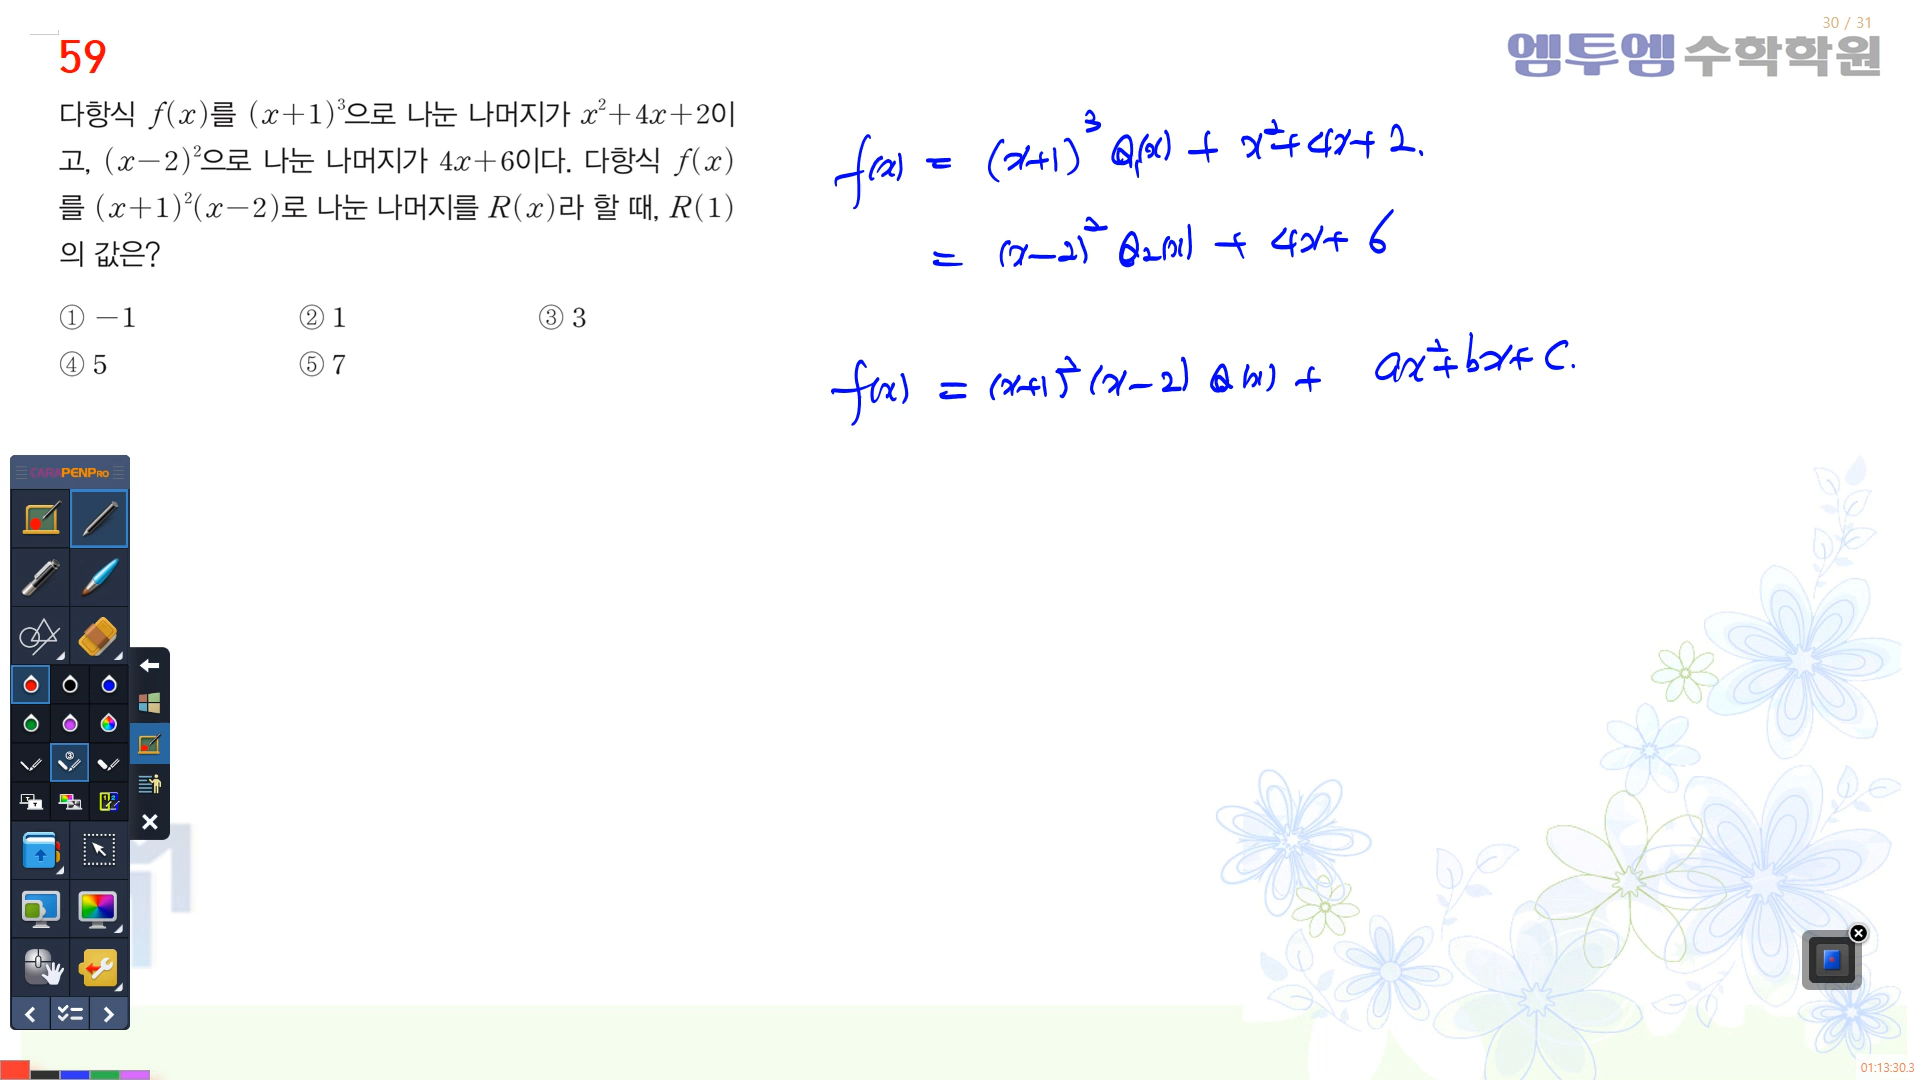 30 / 31
엠투엠 수학학원
59
다항식 f(x)를 (x+1)³으로 나눈 나머지가 x²+4x+2이
고, (x−2)²으로 나눈 나머지가 4x+6이다. 다항식 f(x)
를 (x+1)²(x−2)로 나눈 나머지를 R(x)라 할 때, R(1)
의 값은?
① −1 ② 1 ③ 3
④ 5 ⑤ 7
f(x) = (x+1)³ Q₁(x) + x²+4x+2.
= (x−2)² Q₂(x) + 4x+6
f(x) = (x+1)² (x−2) Q(x) + ax²+bx+c.
CARAPENPRO
01:13:30.3